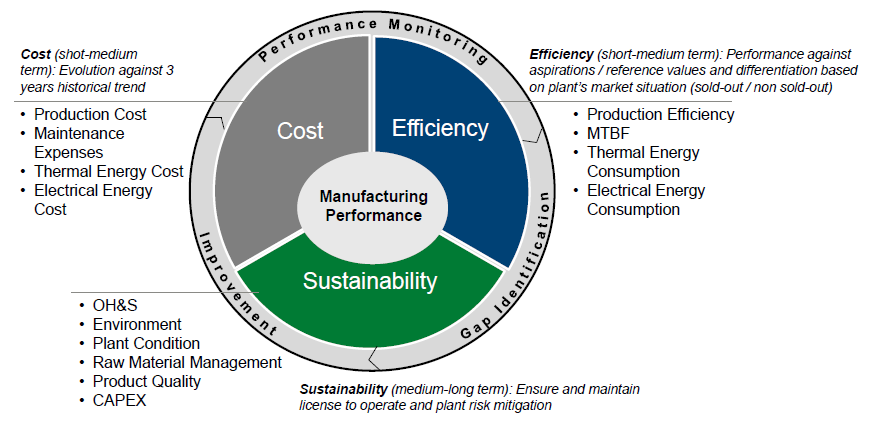 Performance Monitoring
Cost (shot-medium
term): Evolution against 3
years historical trend
• Production Cost
• Maintenance
Expenses
• Thermal Energy Cost
• Electrical Energy
Cost
Efficiency (short-medium term): Performance against
aspirations / reference values and differentiation based
on plant's market situation (sold-out / non sold-out)
• Production Efficiency
• MTBF
• Thermal Energy
Consumption
• Electrical Energy
Consumption
Cost
Efficiency
Manufacturing
Performance
Sustainability
Improvement
Gap Identification
• OH&S
• Environment
• Plant Condition
• Raw Material Management
• Product Quality
• CAPEX
Sustainability (medium-long term): Ensure and maintain
license to operate and plant risk mitigation